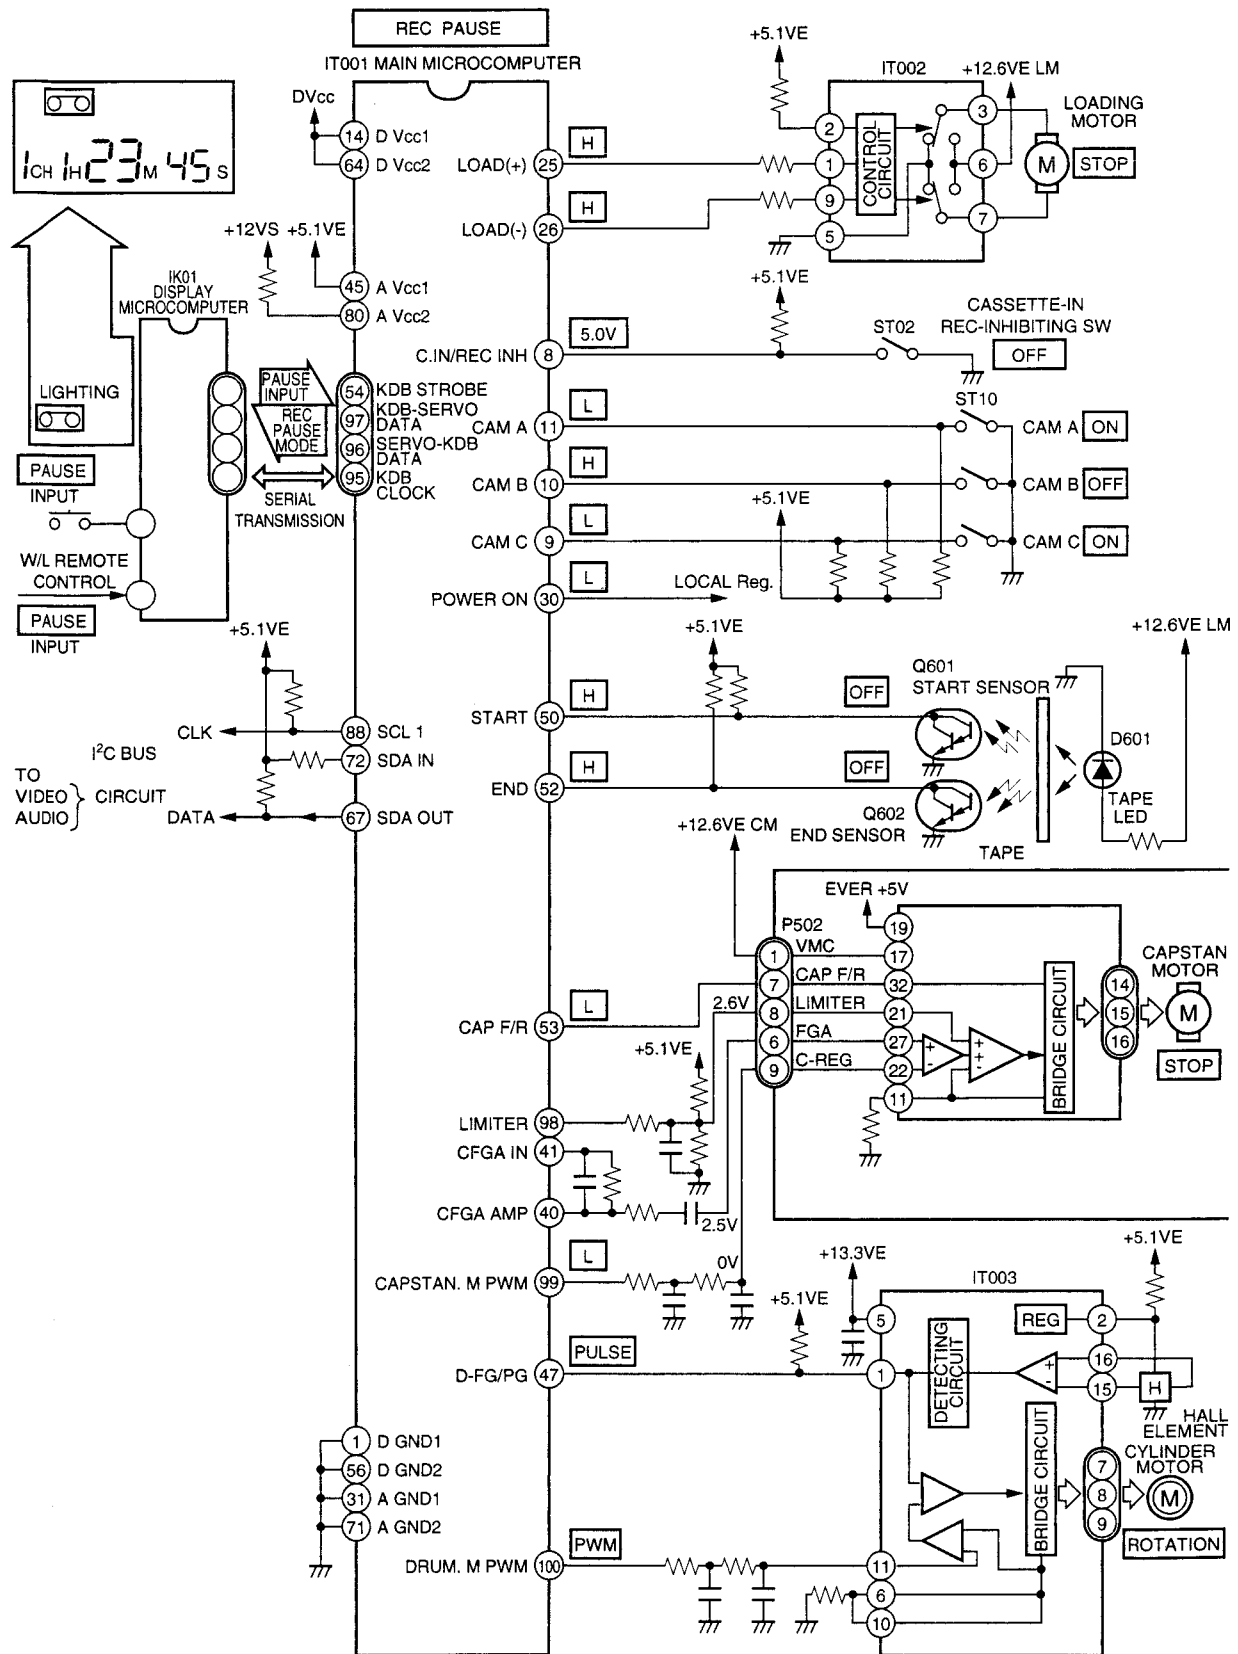 REC PAUSE
IT001 MAIN MICROCOMPUTER
1CH 1H23M 45S
LIGHTING
PAUSE
INPUT
W/L REMOTE
CONTROL
PAUSE
INPUT
IK01
DISPLAY
MICROCOMPUTER
PAUSE
INPUT
REC
PAUSE
MODE
SERIAL
TRANSMISSION
DVcc
14 D Vcc1
64 D Vcc2
+12VS +5.1VE
45 A Vcc1
80 A Vcc2
54 KDB STROBE
97 KDB-SERVO
DATA
96 SERVO-KDB
DATA
95 KDB
CLOCK
+5.1VE
CLK
88 SCL 1
I²C BUS
72 SDA IN
TO
VIDEO
AUDIO
CIRCUIT
DATA
67 SDA OUT
1 D GND1
56 D GND2
31 A GND1
71 A GND2
LOAD(+) 25 H
LOAD(-) 26 H
+5.1VE
IT002
+12.6VE LM
2
1
9
5
CONTROL
CIRCUIT
3
6
7
LOADING
MOTOR
M
STOP
C.IN/REC INH 8 5.0V
+5.1VE
ST02
CASSETTE-IN
REC-INHIBITING SW
OFF
ST10
CAM A 11 L
CAM A ON
CAM B 10 H
CAM B OFF
+5.1VE
CAM C 9 L
CAM C ON
POWER ON 30 L
LOCAL Reg.
+5.1VE
START 50 H
OFF
Q601
START SENSOR
END 52 H
OFF
Q602
END SENSOR
TAPE
D601
TAPE
LED
+12.6VE LM
+12.6VE CM
EVER +5V
P502
19
1 VMC 17
7 CAP F/R 32
8 LIMITER 21
6 FGA 27
9 C-REG 22
11
+ -
+ + -
BRIDGE CIRCUIT
14
15
16
CAPSTAN
MOTOR
M
STOP
CAP F/R 53 L
2.6V
+5.1VE
LIMITER 98
CFGA IN 41
CFGA AMP 40
2.5V
CAPSTAN. M PWM 99 L
0V
D-FG/PG 47 PULSE
+5.1VE
+13.3VE
IT003
+5.1VE
5
1
REG 2
16
15
+ -
DETECTING
CIRCUIT
H
HALL
ELEMENT
BRIDGE CIRCUIT
7
8
9
CYLINDER
MOTOR
M
ROTATION
DRUM. M PWM 100 PWM
11
6
10